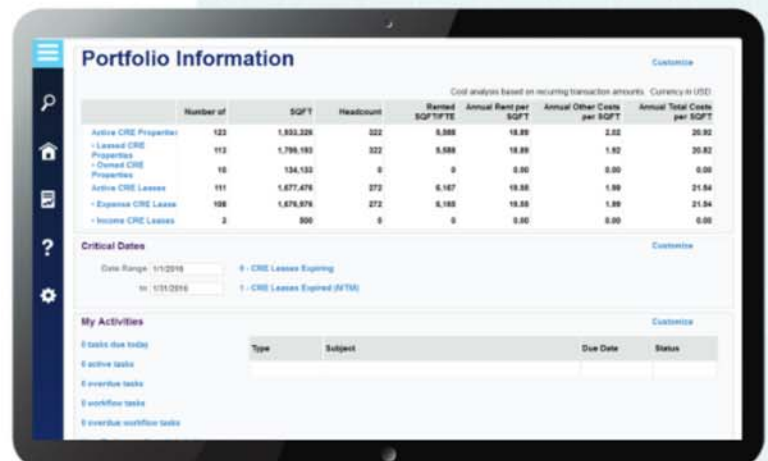 Portfolio Information
Customize
Cost analysis based on recurring transaction amounts. Currency in USD
Number of SQFT Headcount Rented SQFT/FTE Annual Rent per SQFT Annual Other Costs per SQFT Annual Total Costs per SQFT
Active CRE Properties 123 1,933,326 322 5,588 18.89 2.02 20.92
- Leased CRE Properties 113 1,799,193 322 5,588 18.89 1.92 20.82
- Owned CRE Properties 10 134,133 0 0 0.00 0.00 0.00
Active CRE Leases 111 1,677,476 272 6,167 19.55 1.99 21.54
- Expense CRE Lease 108 1,676,976 272 6,165 19.55 1.99 21.54
- Income CRE Leases 3 500 0 0 0.00 0.00 0.00
Critical Dates
Customize
Date Range 1/1/2016 0 - CRE Leases Expiring
to 1/31/2016 1 - CRE Leases Expired (MTM)
My Activities
Customize
0 tasks due today
0 active tasks
0 overdue tasks
0 workflow tasks
0 overdue workflow tasks
Type Subject Due Date Status